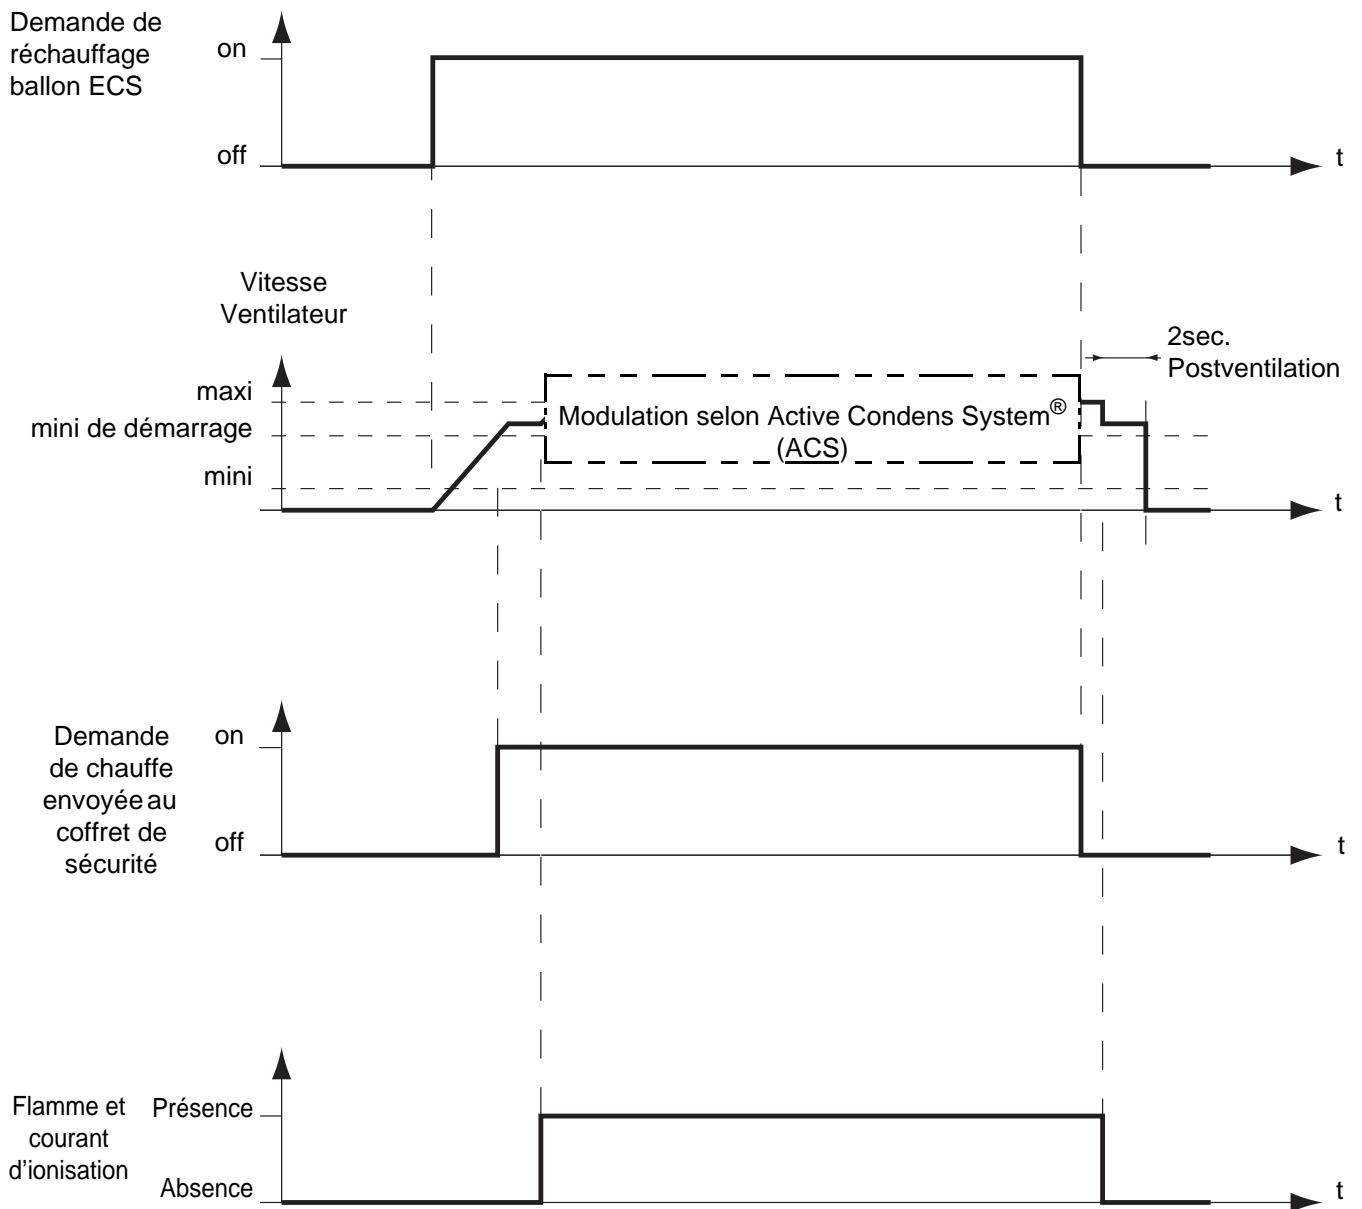 Demande de
réchauffage
ballon ECS
on
off
t
Vitesse
Ventilateur
2sec.
Postventilation
maxi
mini de démarrage
mini
Modulation selon Active Condens System®
(ACS)
t
Demande
de chauffe
envoyée au
coffret de
sécurité
on
off
t
Flamme et
courant
d'ionisation
Présence
Absence
t